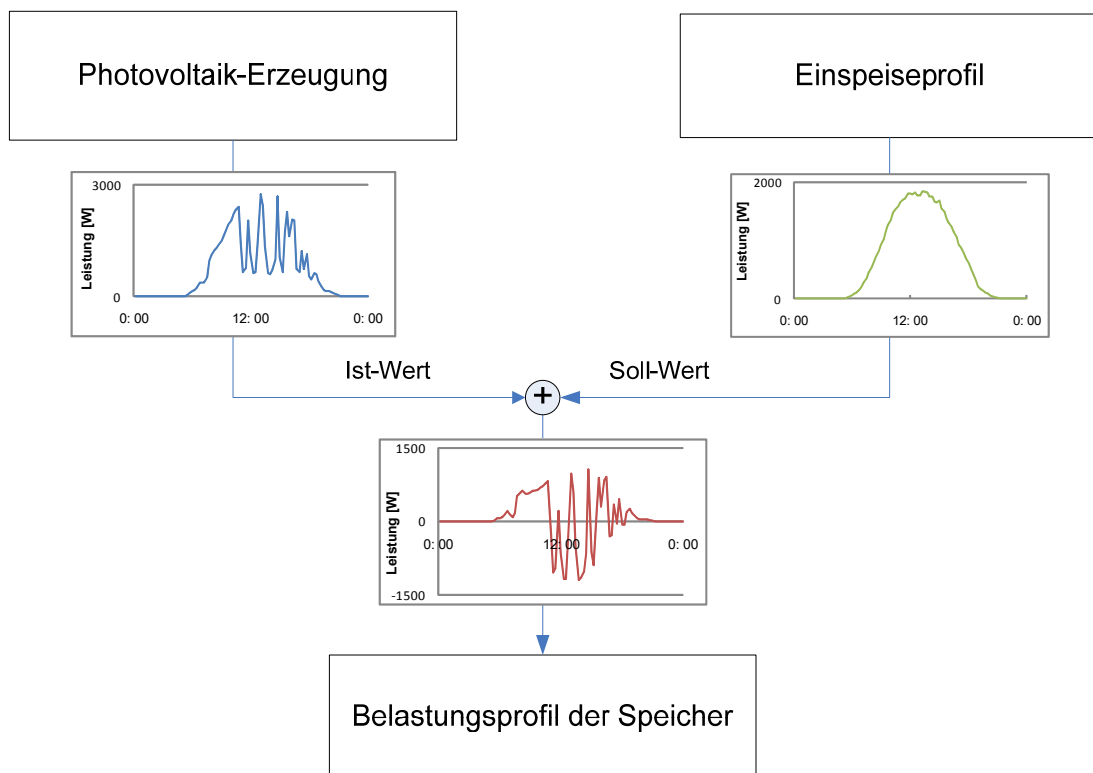 Photovoltaik-Erzeugung
Einspeiseprofil
3000
Leistung [W]
0
0: 00
12: 00
0: 00
2000
Leistung [W]
0
0: 00
12: 00
0: 00
Ist-Wert
Soll-Wert
+
1500
Leistung [W]
0
0: 00
12: 00
0: 00
-1500
Belastungsprofil der Speicher